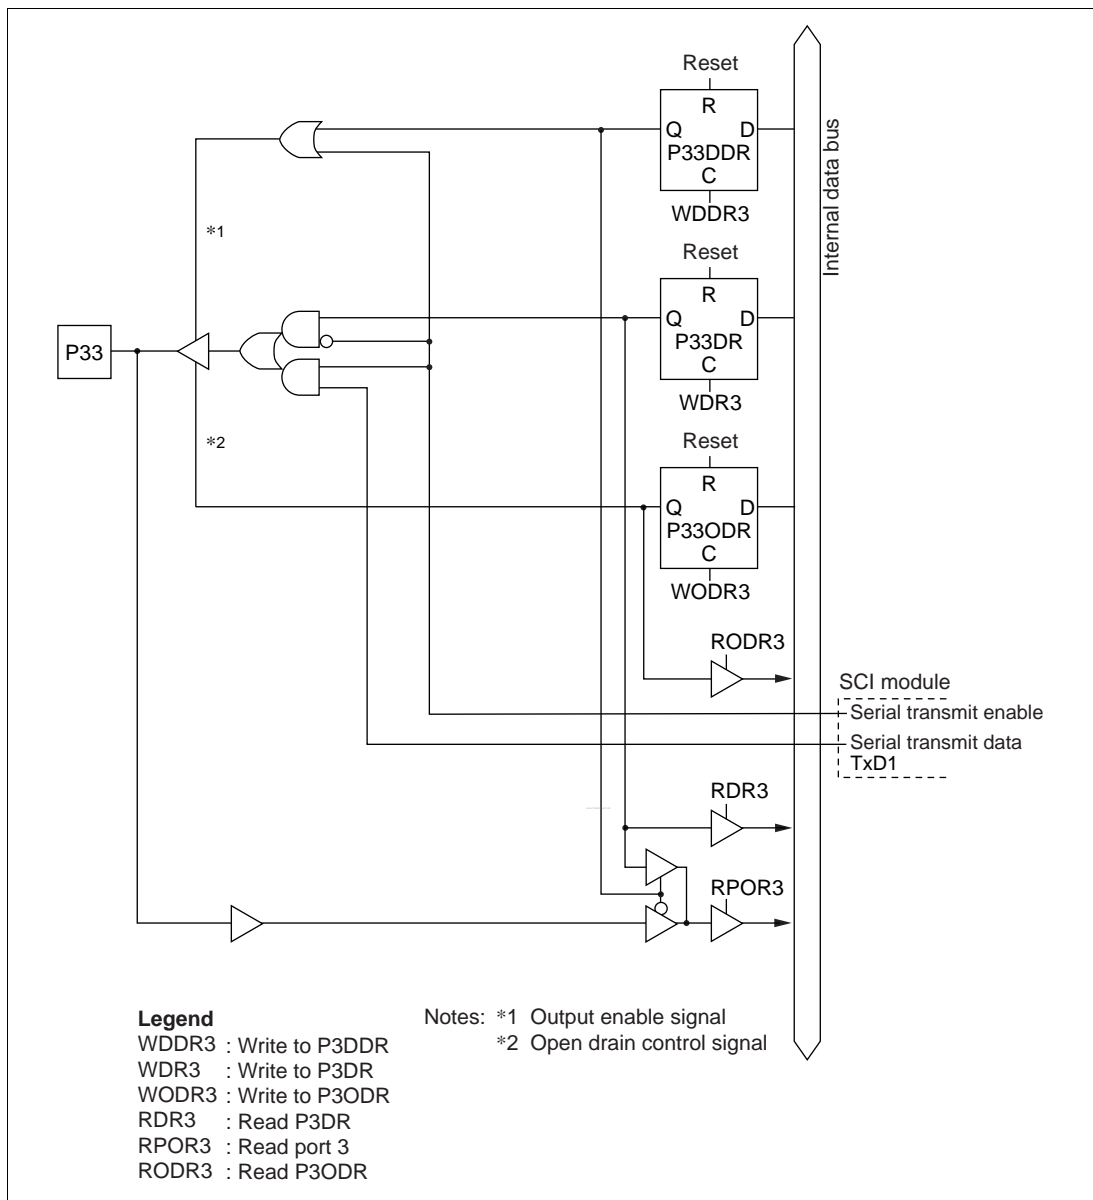 Reset
R
Q D
P33DDR
C
WDDR3
Internal data bus
*1
Reset
R
Q D
P33DR
C
WDR3
P33
*2
Reset
R
Q D
P33ODR
C
WODR3
RODR3
SCI module
Serial transmit enable
Serial transmit data
TxD1
RDR3
RPOR3
Legend
WDDR3 : Write to P3DDR
WDR3 : Write to P3DR
WODR3 : Write to P3ODR
RDR3 : Read P3DR
RPOR3 : Read port 3
RODR3 : Read P3ODR
Notes: *1 Output enable signal
*2 Open drain control signal